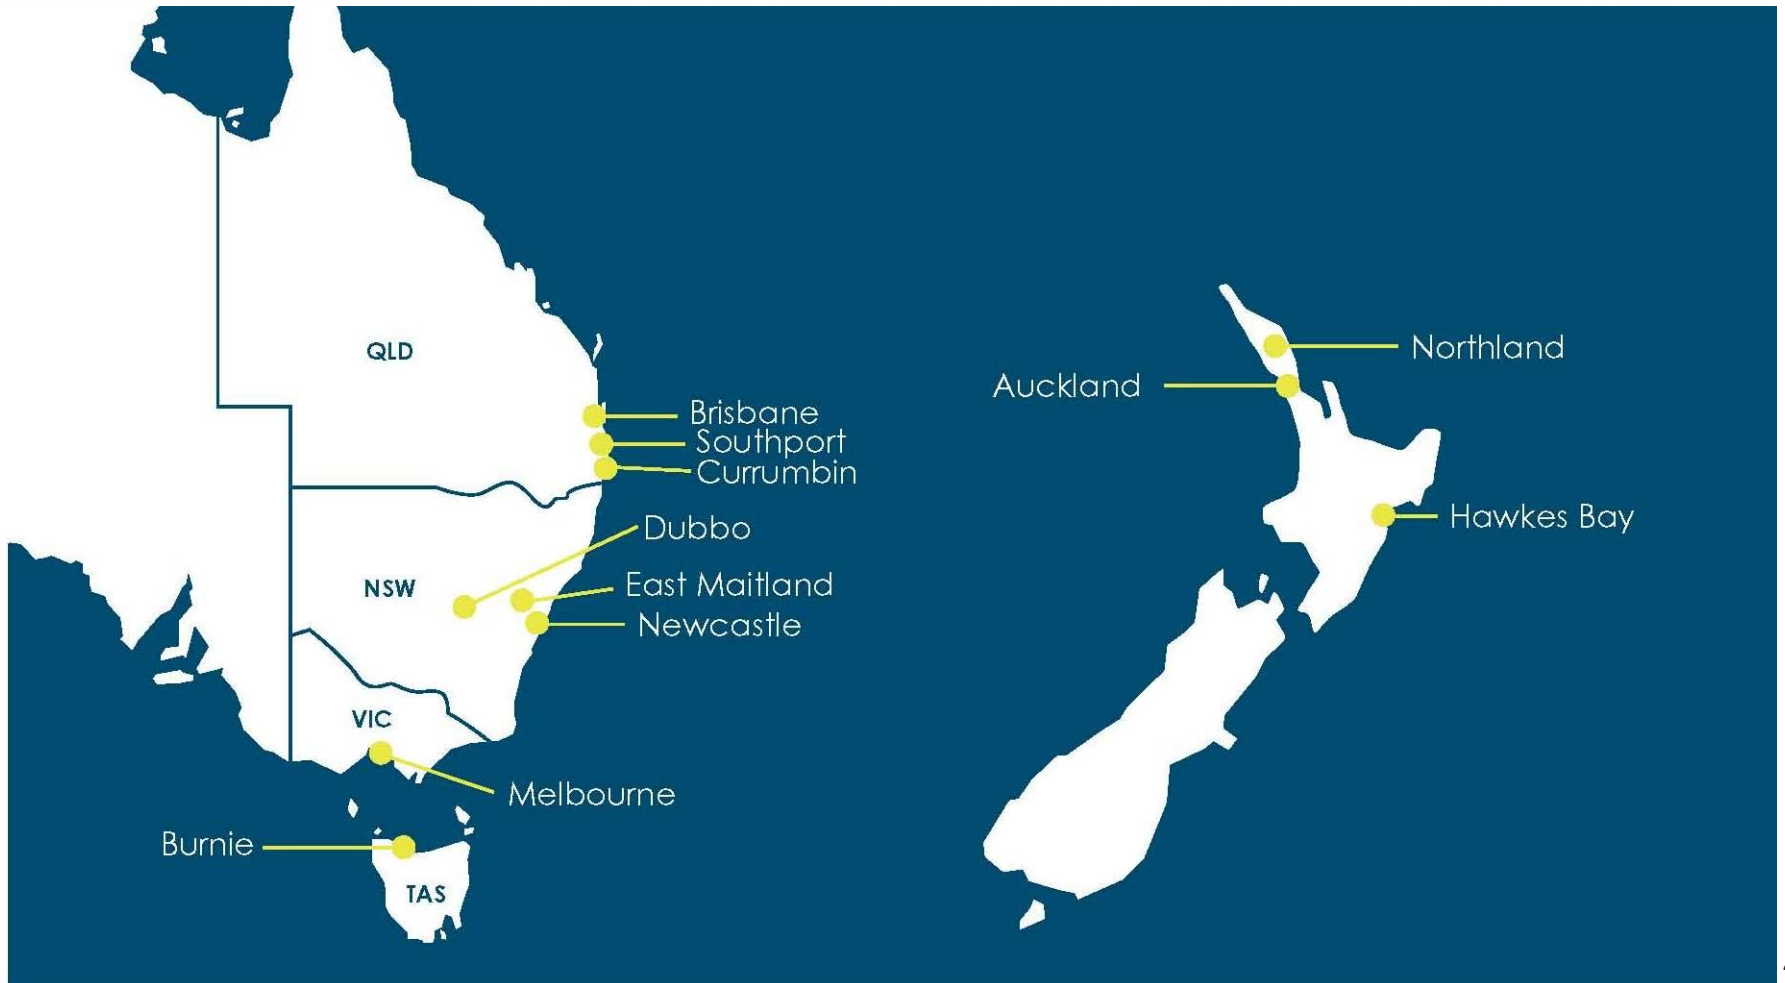 QLD
Northland
Auckland
Brisbane
Southport
Currumbin
Hawkes Bay
Dubbo
NSW
East Maitland
Newcastle
VIC
Melbourne
Burnie
TAS